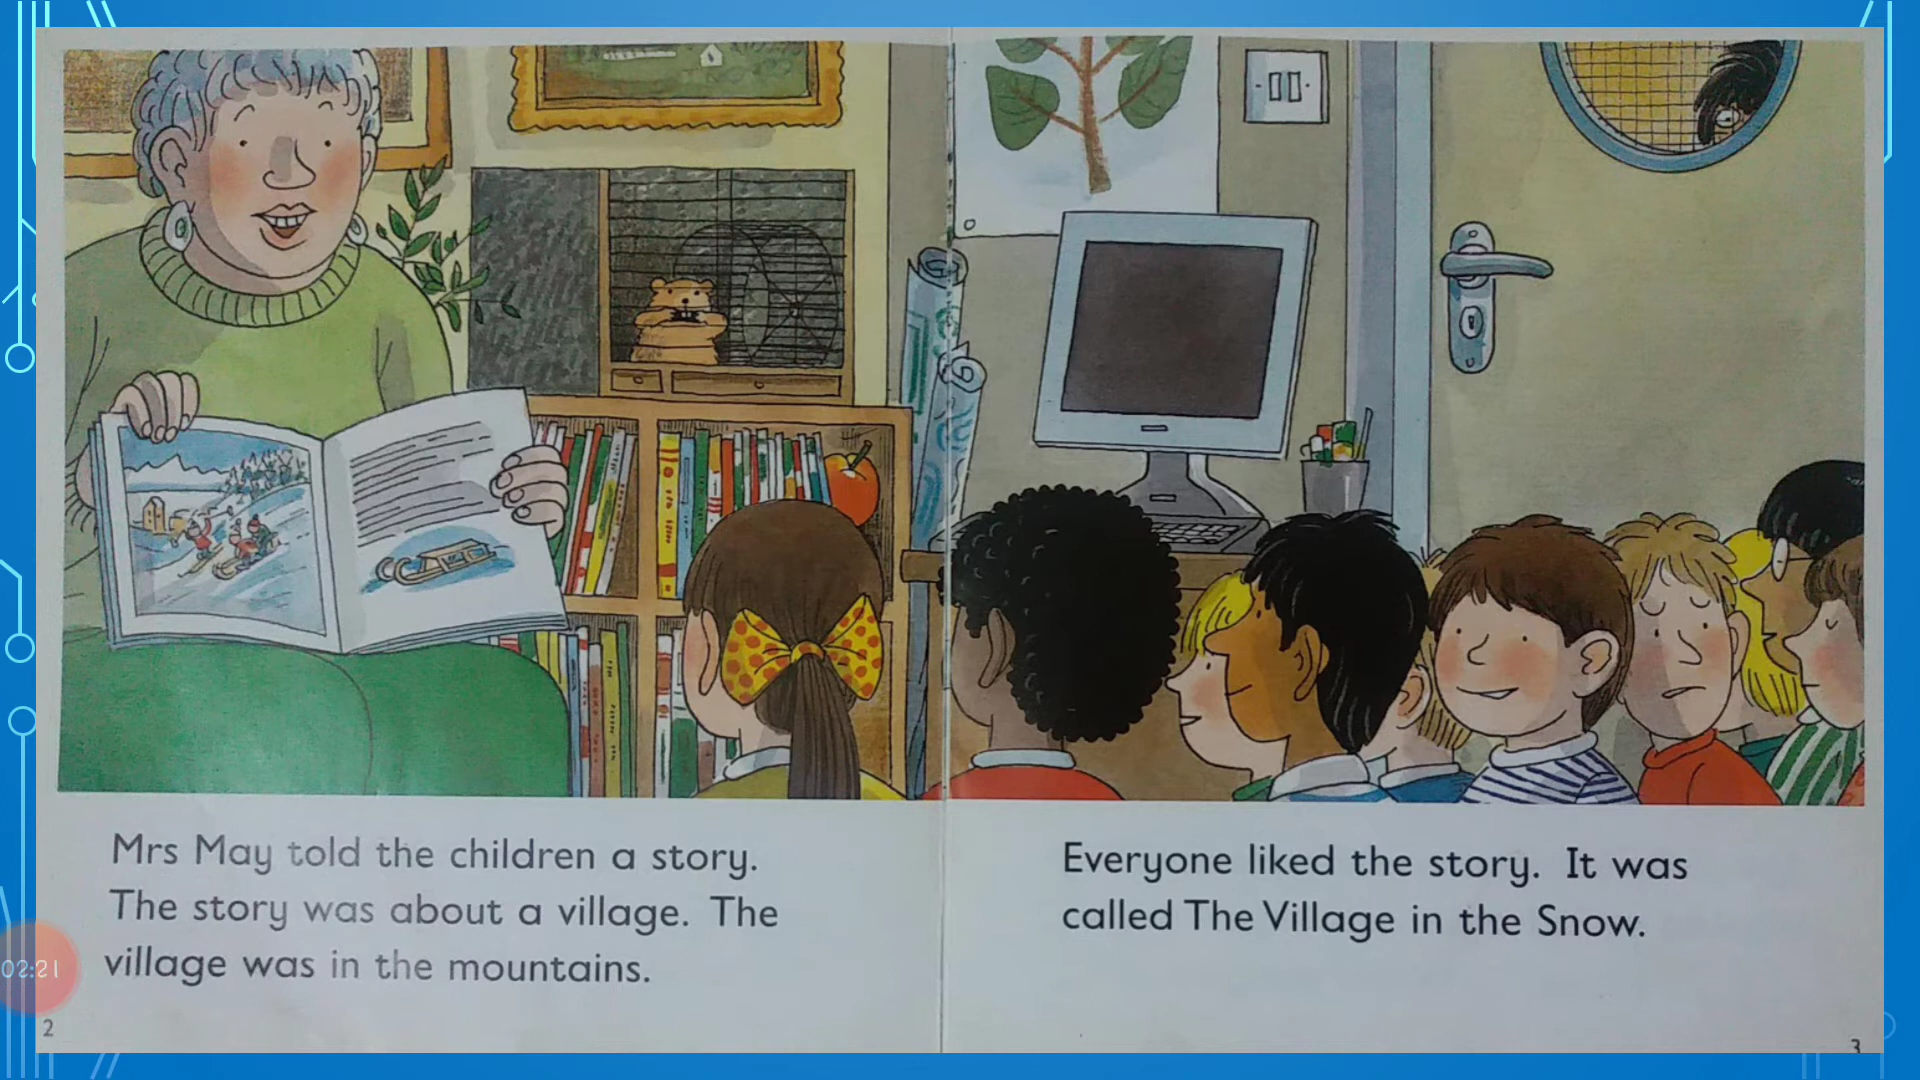 Mrs May told the children a story.
The story was about a village. The
village was in the mountains.
2
Everyone liked the story. It was
called The Village in the Snow.
3
02:21